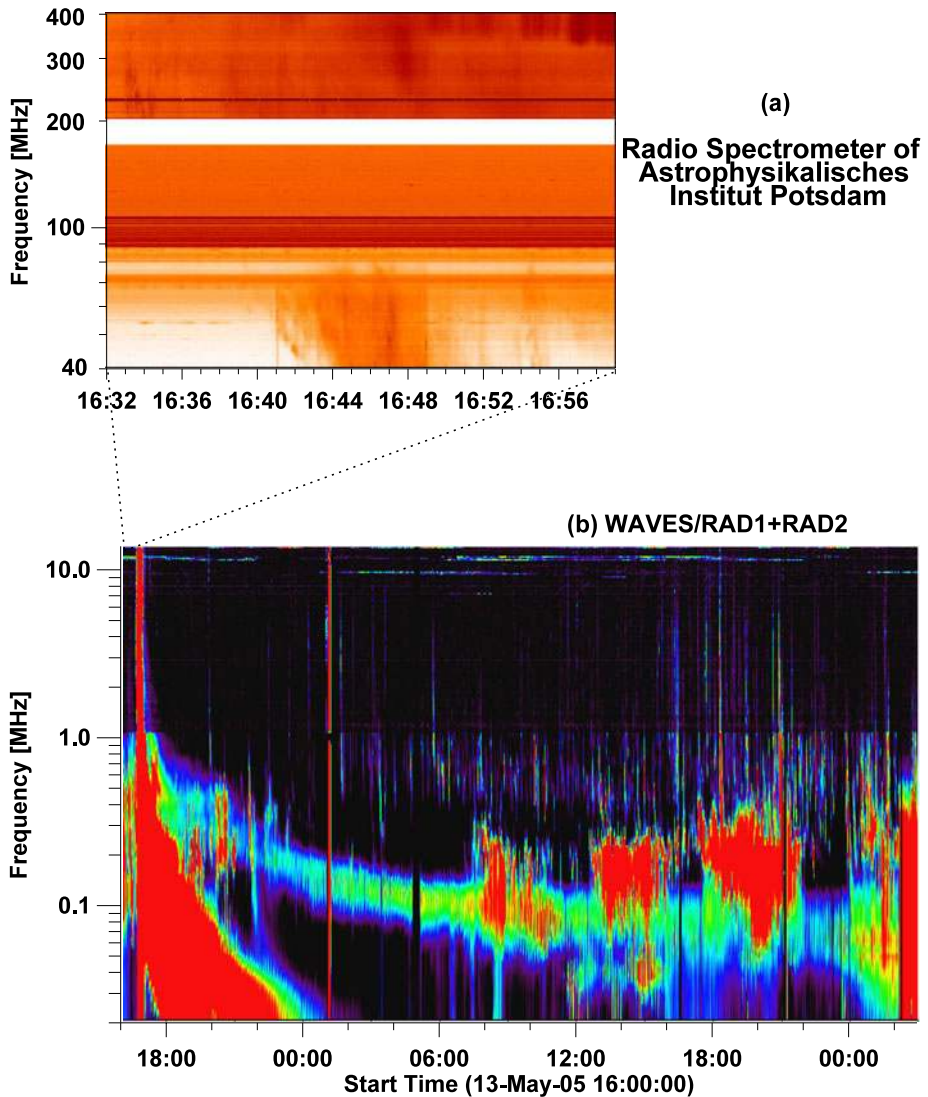 400
300
200
100
40
Frequency [MHz]
16:32 16:36 16:40 16:44 16:48 16:52 16:56
(a)
Radio Spectrometer of
Astrophysikalisches
Institut Potsdam
(b) WAVES/RAD1+RAD2
10.0
1.0
0.1
Frequency [MHz]
18:00 00:00 06:00 12:00 18:00 00:00
Start Time (13-May-05 16:00:00)